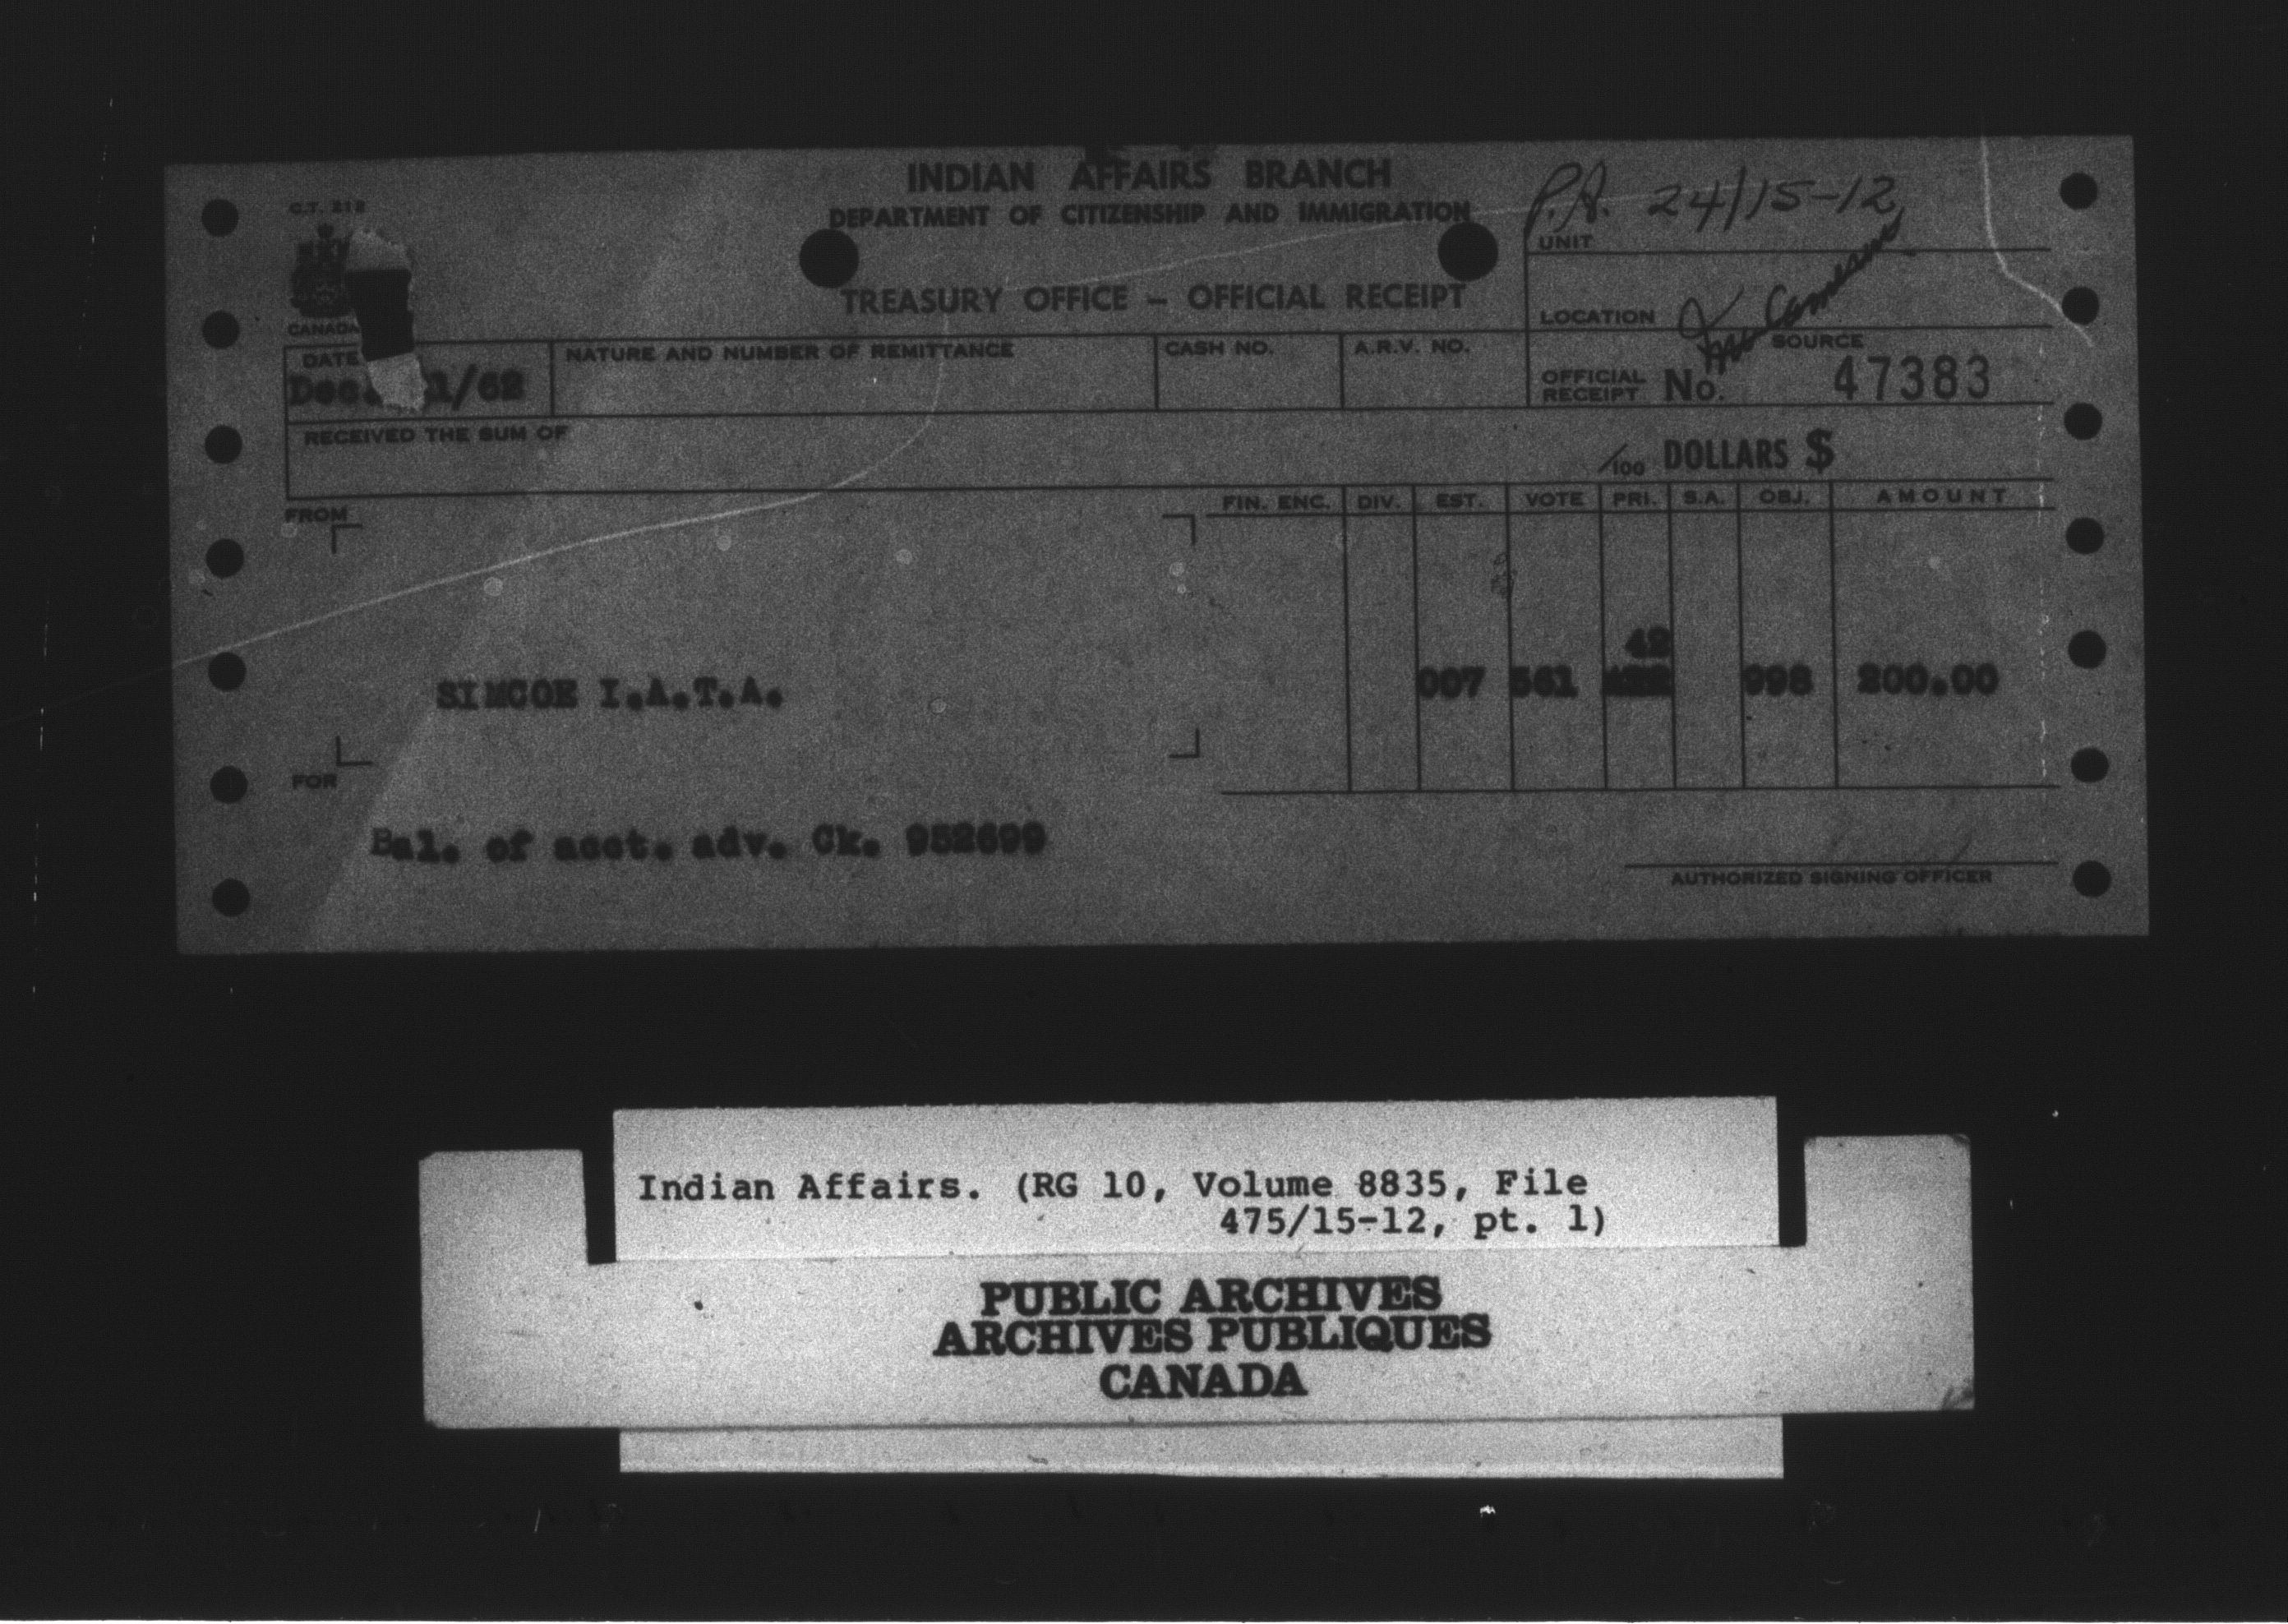 INDIAN AFFAIRS BRANCH
DEPARTMENT OF CITIZENSHIP AND IMMIGRATION
TREASURY OFFICE — OFFICIAL RECEIPT
C.T. 212
CANADA
P.A. 24/15-12
UNIT
LOCATION
SOURCE
OFFICIAL RECEIPT No. 47383
DATE
NATURE AND NUMBER OF REMITTANCE
CASH NO.
A.R.V. NO.
Dec. 1/62
RECEIVED THE SUM OF
/100 DOLLARS $
FROM
FIN. ENC. DIV. EST. VOTE PRI. S.A. OBJ. AMOUNT
42
SIMCOE I.A.T.A.
007 561 998 200.00
FOR
Bal. of acct. adv. Ck. 952699
AUTHORIZED SIGNING OFFICER
Indian Affairs. (RG 10, Volume 8835, File
475/15-12, pt. 1)
PUBLIC ARCHIVES
ARCHIVES PUBLIQUES
CANADA